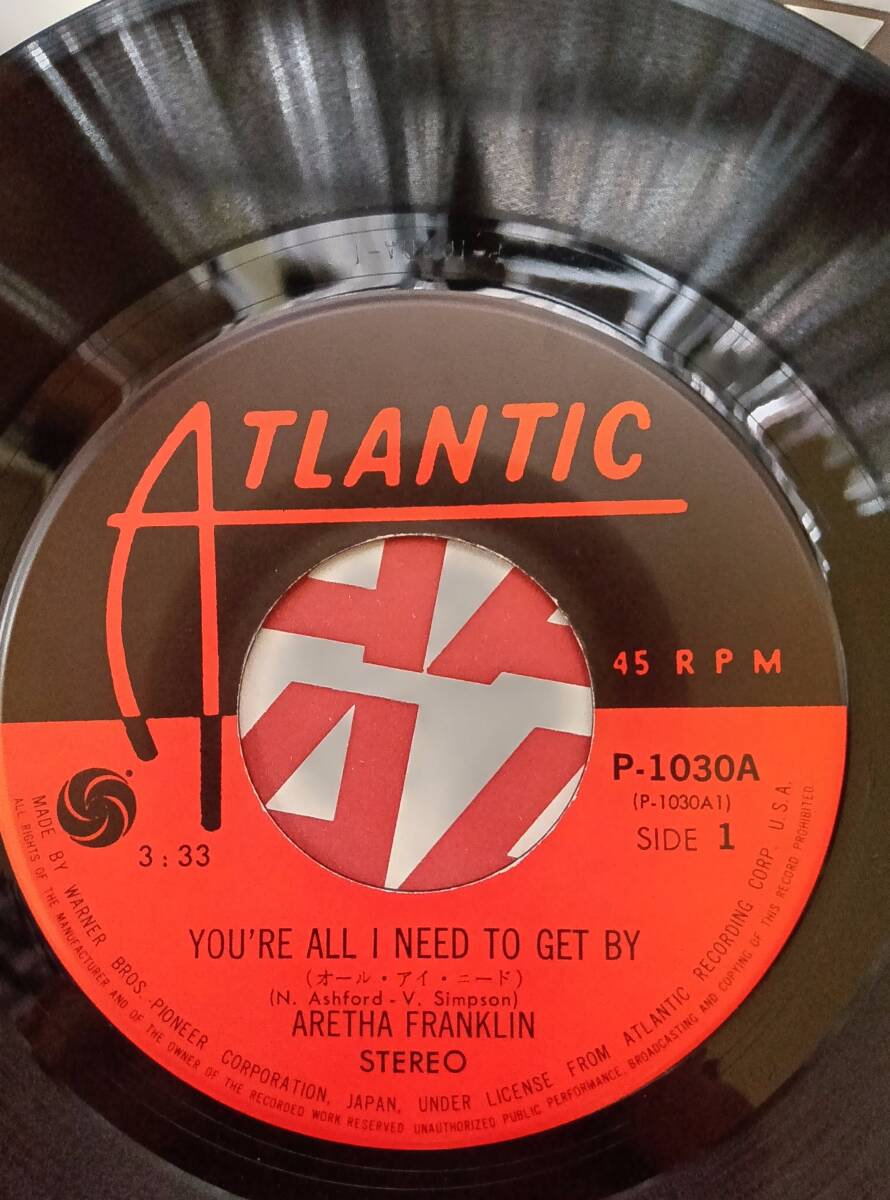 ATLANTIC
45 RPM
P-1030A
(P-1030A1)
SIDE 1
3:33
YOU'RE ALL I NEED TO GET BY
(オール・アイ・ニード)
(N. Ashford - V. Simpson)
ARETHA FRANKLIN
STEREO
MADE BY WARNER BROS.-PIONEER CORPORATION, JAPAN, UNDER LICENSE FROM ATLANTIC RECORDING CORP. U.S.A.
ALL RIGHTS OF THE MANUFACTURER AND OF THE OWNER OF THE RECORDED WORK RESERVED. UNAUTHORIZED PUBLIC PERFORMANCE, BROADCASTING AND COPYING OF THIS RECORD PROHIBITED.